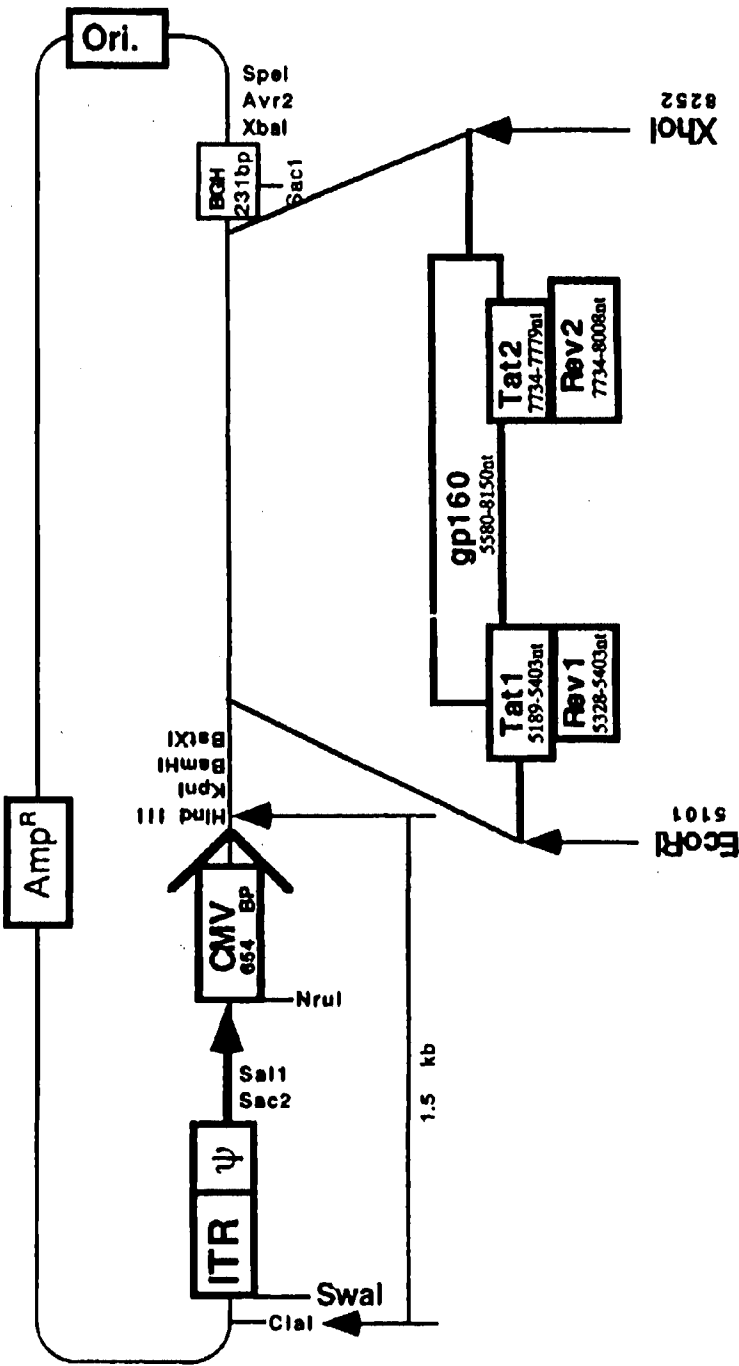 Ori.
Amp^R
SpeI
Avr2
XbaI
BGH
231bp
Sac1
BstXI
BamHI
KpnI
Hind III
CMV
654 BP
NruI
Sal1
Sac2
ψ
ITR
SwaI
ClaI
1.5 kb
XhoI
8252
Tat2
7734-7779nt
Rev2
7734-8008nt
gp160
5580-8150nt
Tat1
5189-5403nt
Rev1
5328-5403nt
EcoRI
5101